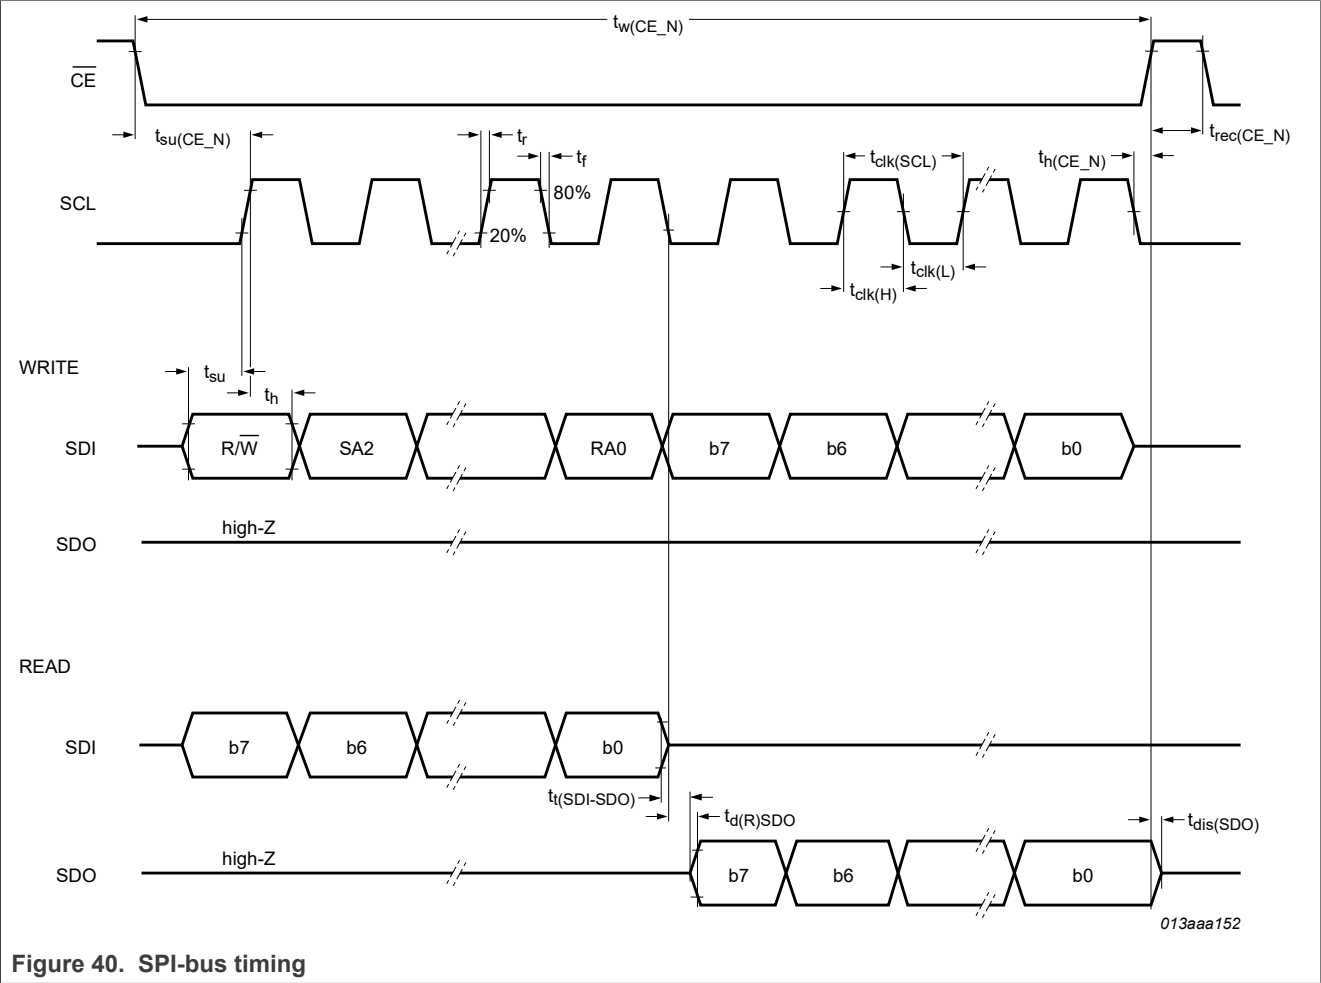 tw(CE_N)
CE
tsu(CE_N)
tr
tf
tclk(SCL)
th(CE_N)
trec(CE_N)
SCL
80%
20%
tclk(L)
tclk(H)
WRITE
tsu
th
SDI
R/W
SA2
RA0
b7
b6
b0
high-Z
SDO
READ
SDI
b7
b6
b0
tt(SDI-SDO)
td(R)SDO
tdis(SDO)
high-Z
SDO
b7
b6
b0
013aaa152
Figure 40. SPI-bus timing